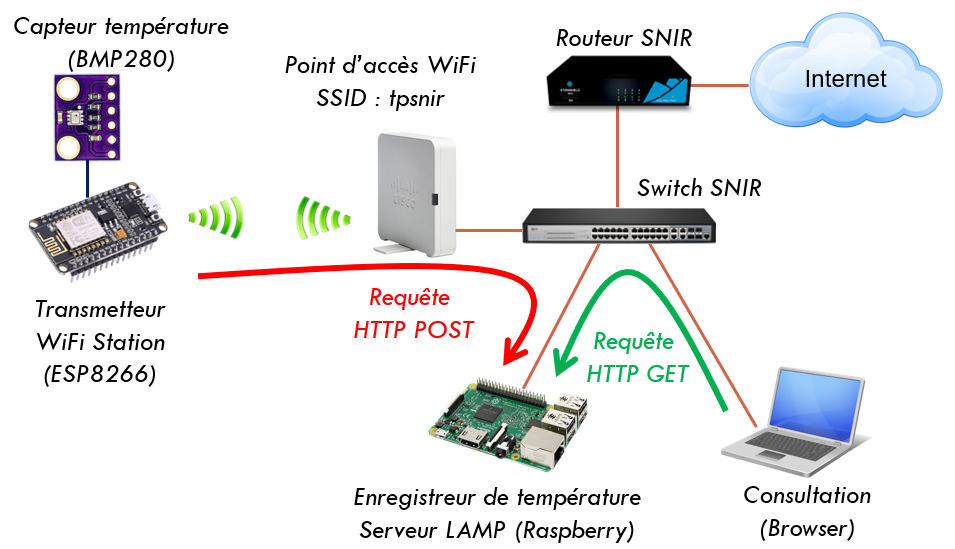 Capteur température
(BMP280)
Point d'accès WiFi
SSID : tpsnir
Routeur SNIR
Internet
Switch SNIR
Transmetteur
WiFi Station
(ESP8266)
Requête
HTTP POST
Requête
HTTP GET
Enregistreur de température
Serveur LAMP (Raspberry)
Consultation
(Browser)